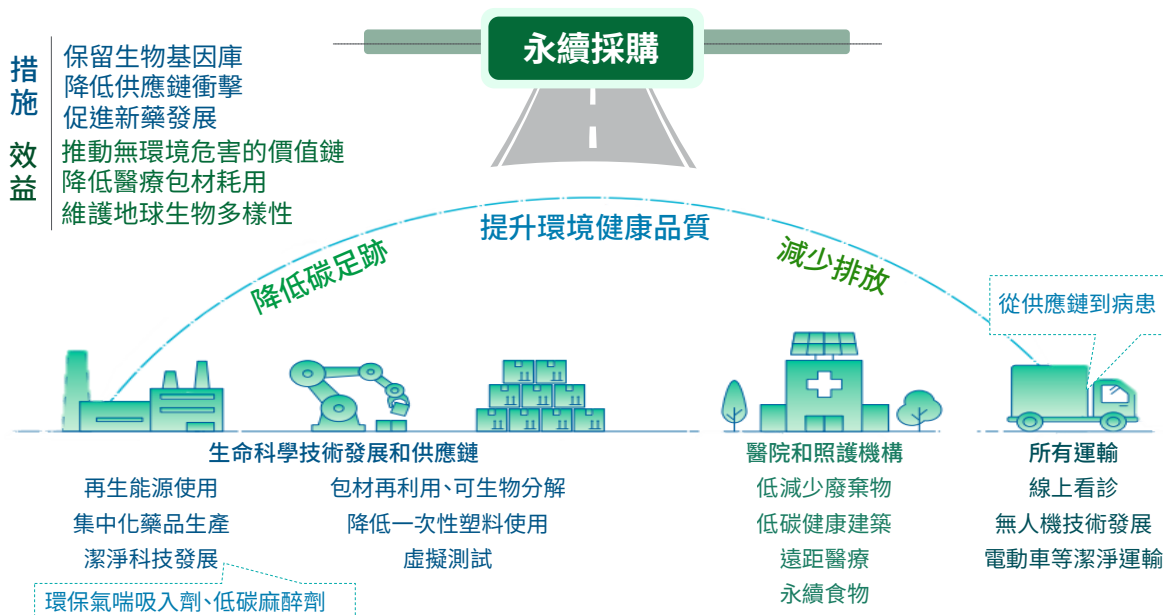 永續採購
措施
保留生物基因庫
降低供應鏈衝擊
促進新藥發展
效益
推動無環境危害的價值鏈
降低醫療包材耗用
維護地球生物多樣性
提升環境健康品質
降低碳足跡
減少排放
從供應鏈到病患
生命科學技術發展和供應鏈
再生能源使用
集中化藥品生產
潔淨科技發展
環保氣喘吸入劑、低碳麻醉劑
包材再利用、可生物分解
降低一次性塑料使用
虛擬測試
醫院和照護機構
低減少廢棄物
低碳健康建築
遠距醫療
永續食物
所有運輸
線上看診
無人機技術發展
電動車等潔淨運輸